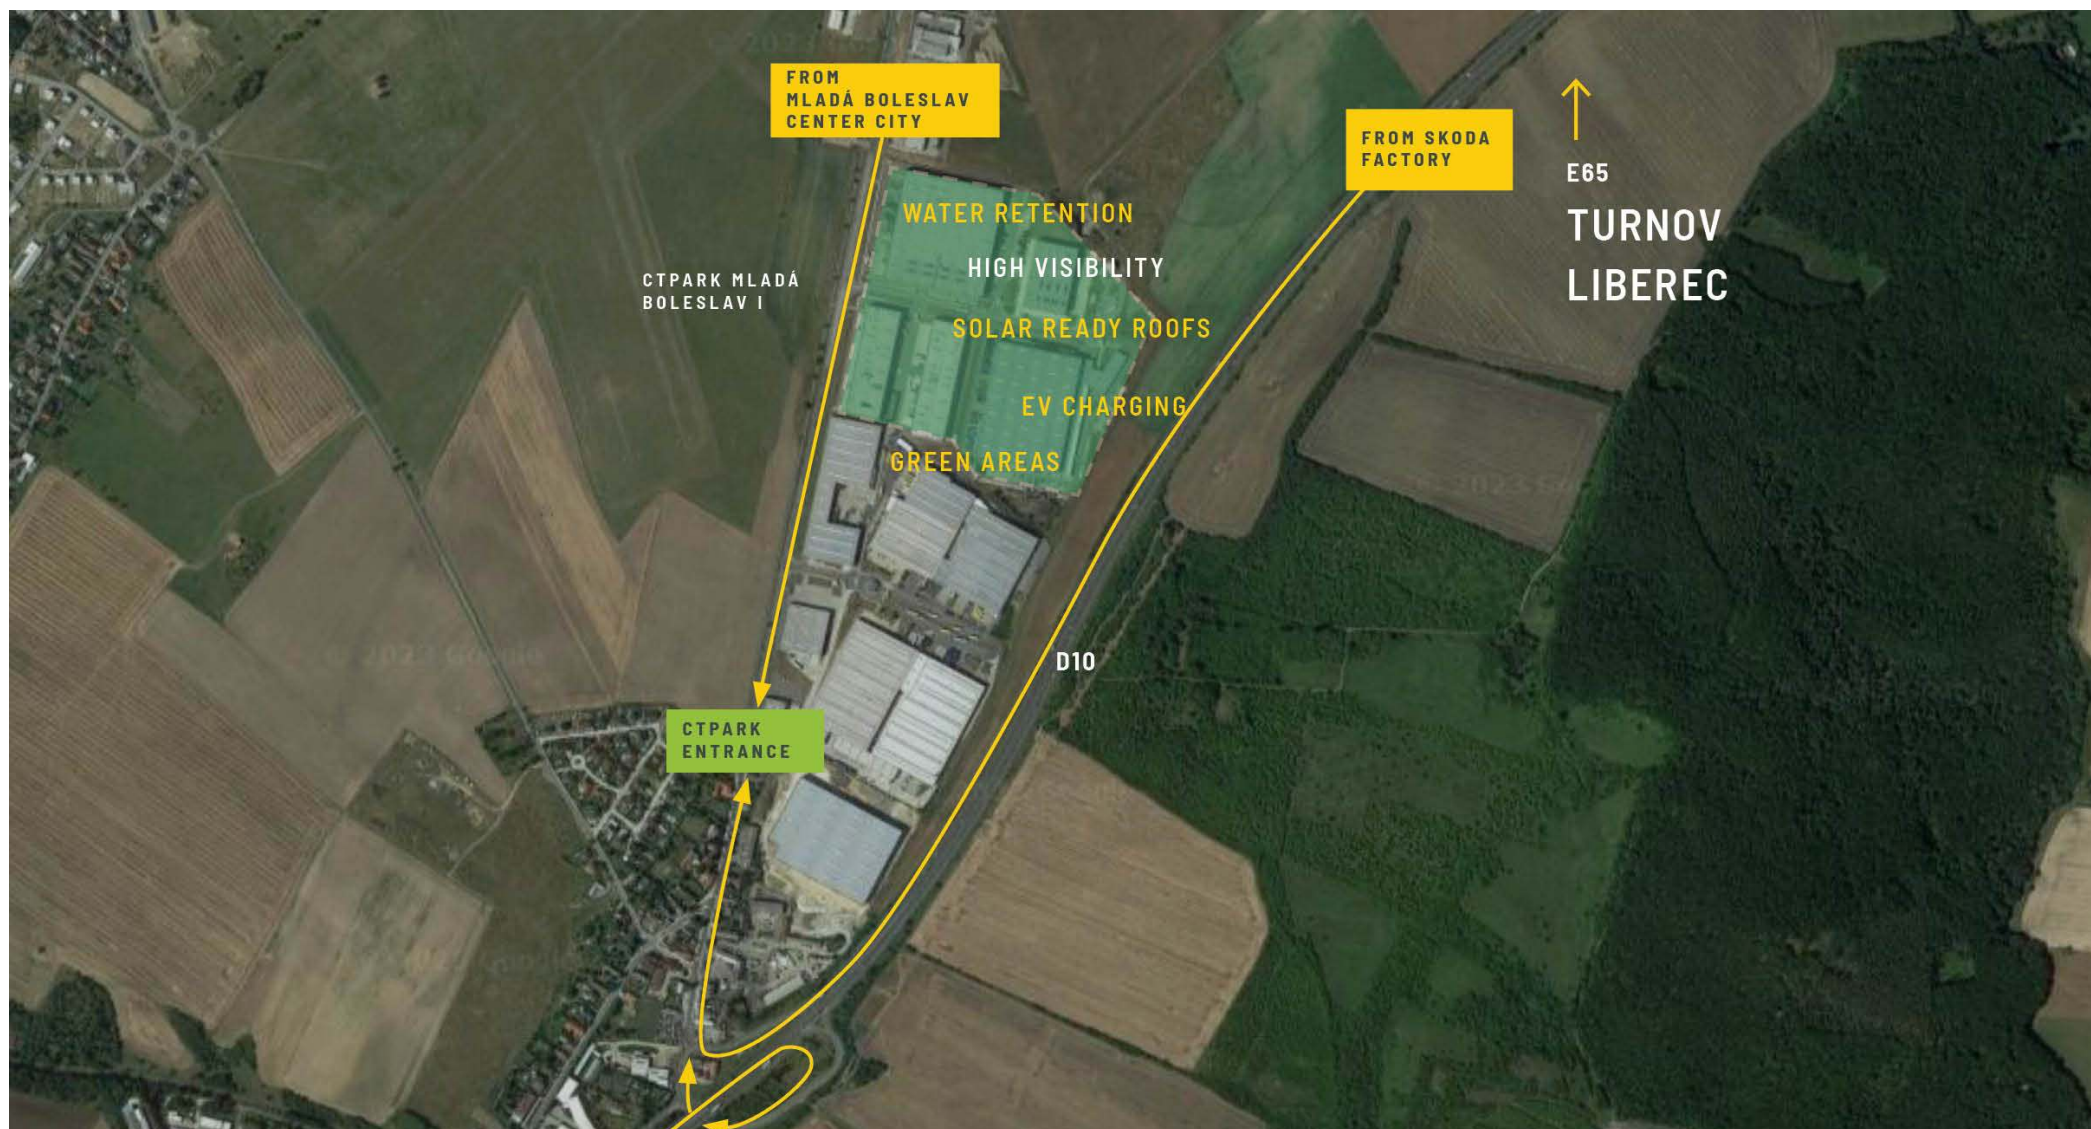 FROM
MLADÁ BOLESLAV
CENTER CITY
FROM SKODA
FACTORY
E65
TURNOV
LIBEREC
WATER RETENTION
HIGH VISIBILITY
CTPARK MLADÁ
BOLESLAV I
SOLAR READY ROOFS
EV CHARGING
GREEN AREAS
D10
CTPARK
ENTRANCE